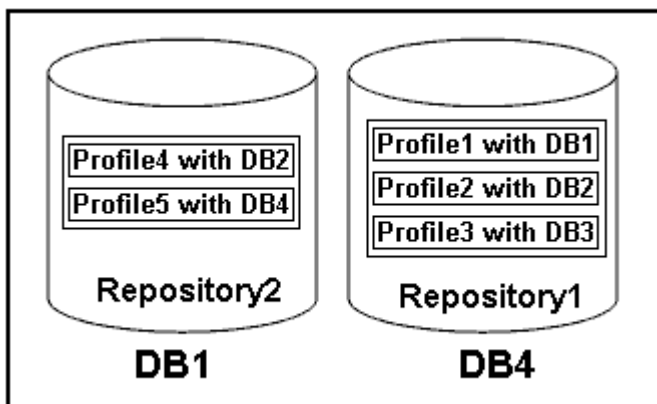 Profile4 with DB2
Profile5 with DB4
Repository2
DB1
Profile1 with DB1
Profile2 with DB2
Profile3 with DB3
Repository1
DB4